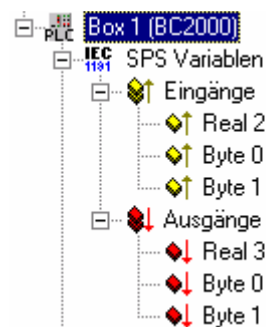 PLC Box 1 (BC2000)
IEC 1131 SPS Variablen
Eingänge
Real 2
Byte 0
Byte 1
Ausgänge
Real 3
Byte 0
Byte 1